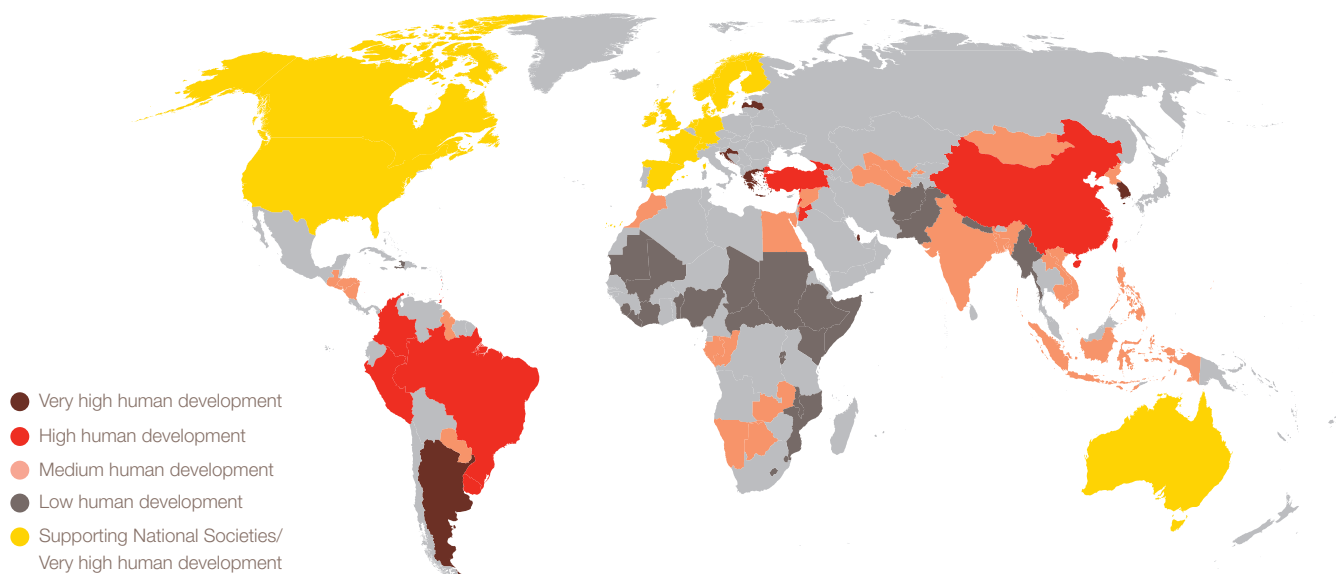 Very high human development
High human development
Medium human development
Low human development
Supporting National Societies/
Very high human development